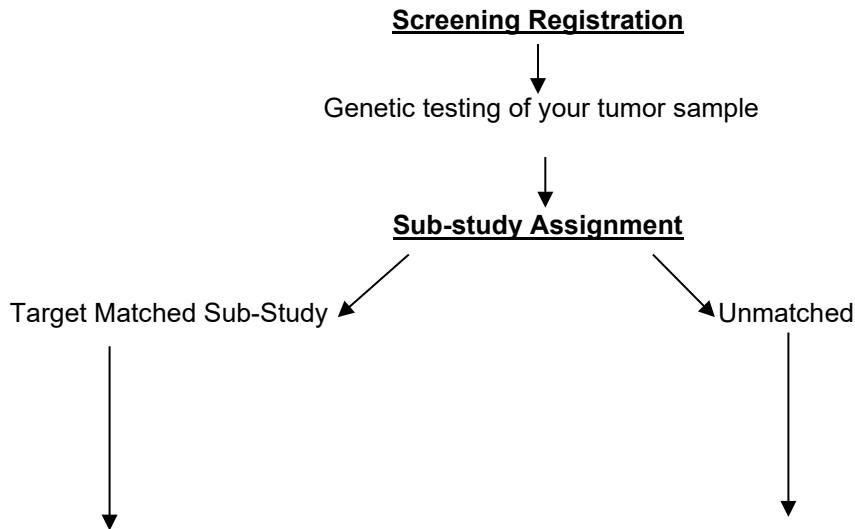 Screening Registration
Genetic testing of your tumor sample
Sub-study Assignment
Target Matched Sub-Study
Unmatched